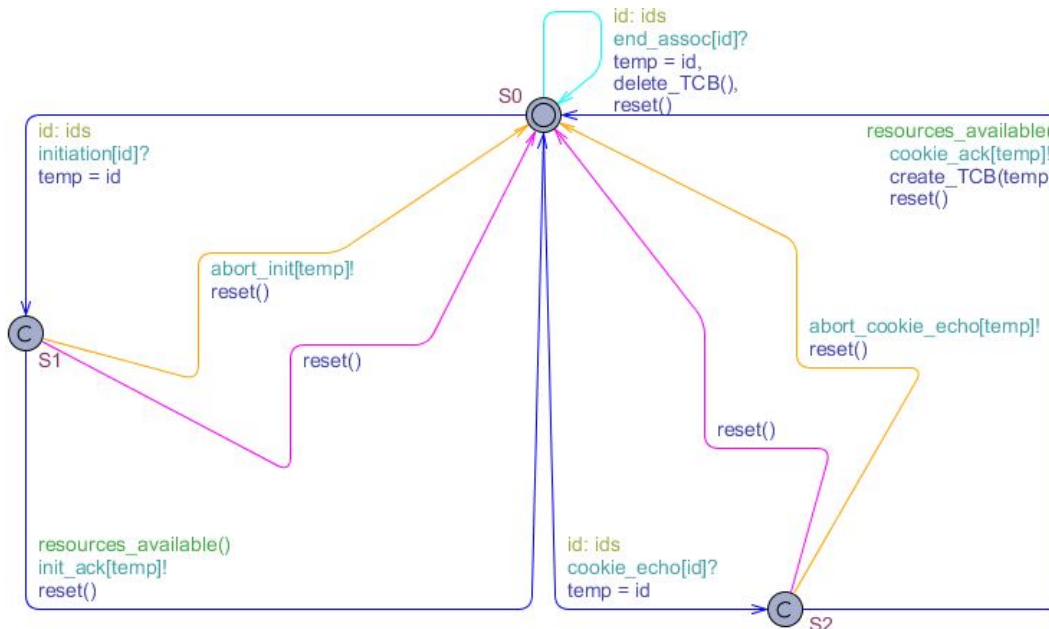 id: ids
end_assoc[id]?
temp = id,
delete_TCB(),
reset()
S0
id: ids
initiation[id]?
temp = id
resources_available(
cookie_ack[temp]!
create_TCB(temp
reset()
abort_init[temp]!
reset()
C
S1
reset()
abort_cookie_echo[temp]!
reset()
reset()
resources_available()
init_ack[temp]!
reset()
id: ids
cookie_echo[id]?
temp = id
C
S2